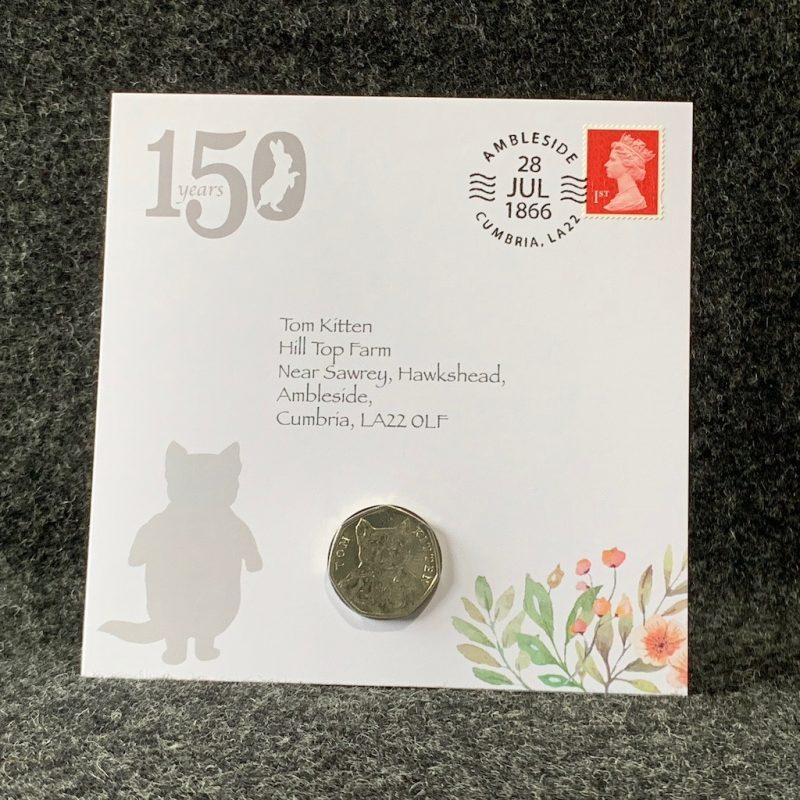 150
years
AMBLESIDE
28
JUL
1866
CUMBRIA, LA22
1ST
Tom Kitten
Hill Top Farm
Near Sawrey, Hawkshead,
Ambleside,
Cumbria, LA22 0LF
TOM KITTEN